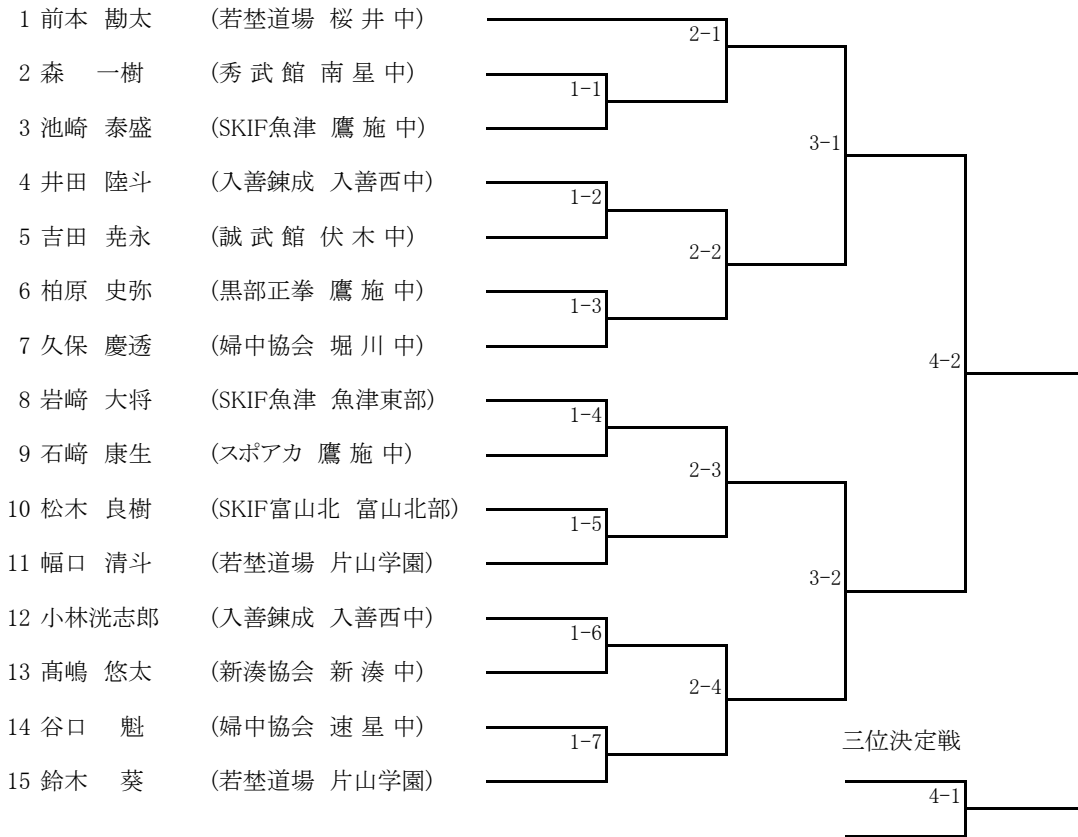 1 前本 勘太 (若埜道場 桜 井 中)
2-1
2 森 一樹 (秀 武 館 南 星 中)
1-1
3 池崎 泰盛 (SKIF魚津 鷹 施 中)
3-1
4 井田 陸斗 (入善錬成 入善西中)
1-2
5 吉田 尭永 (誠 武 館 伏 木 中)
2-2
6 柏原 史弥 (黒部正拳 鷹 施 中)
1-3
7 久保 慶透 (婦中協会 堀 川 中)
4-2
8 岩﨑 大将 (SKIF魚津 魚津東部)
1-4
9 石﨑 康生 (スポアカ 鷹 施 中)
2-3
10 松木 良樹 (SKIF富山北 富山北部)
1-5
11 幅口 清斗 (若埜道場 片山学園)
3-2
12 小林洸志郎 (入善錬成 入善西中)
1-6
13 髙嶋 悠太 (新湊協会 新 湊 中)
2-4
14 谷口 魁 (婦中協会 速 星 中)
1-7
三位決定戦
15 鈴木 葵 (若埜道場 片山学園)
4-1